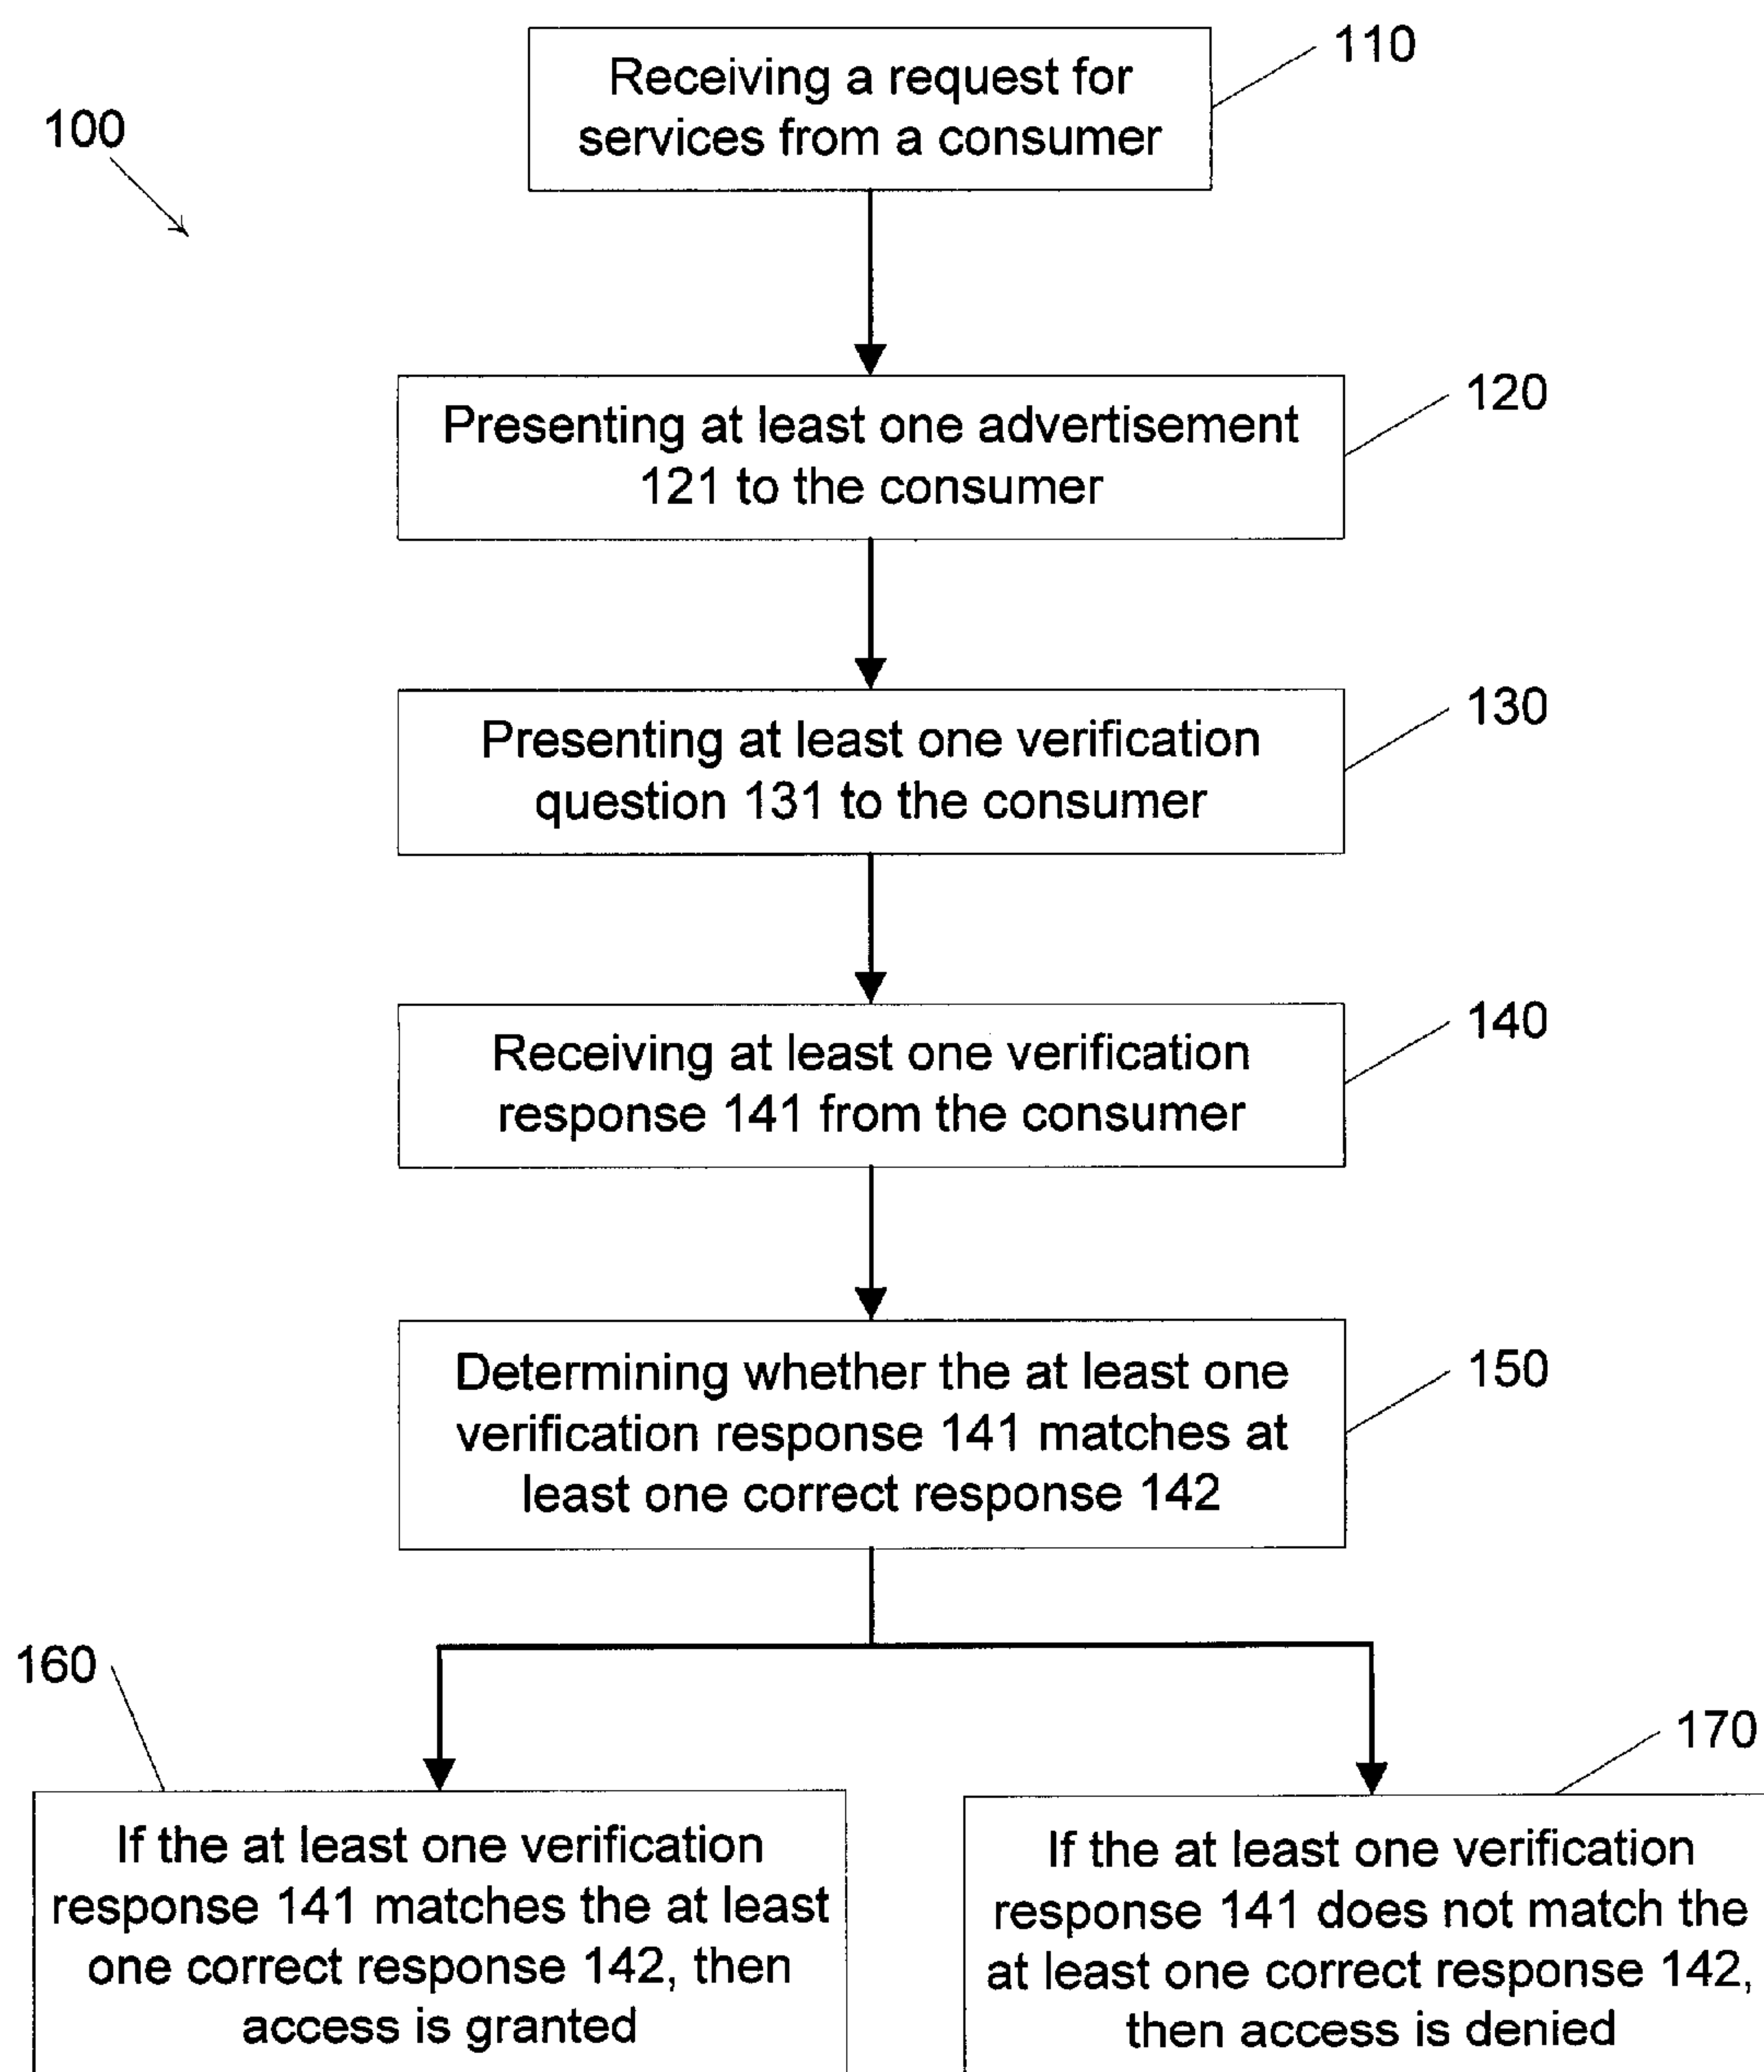 110
Receiving a request for
services from a consumer
100
120
Presenting at least one advertisement
121 to the consumer
130
Presenting at least one verification
question 131 to the consumer
140
Receiving at least one verification
response 141 from the consumer
150
Determining whether the at least one
verification response 141 matches at
least one correct response 142
160
170
If the at least one verification
response 141 matches the at least
one correct response 142, then
access is granted
If the at least one verification
response 141 does not match the
at least one correct response 142,
then access is denied